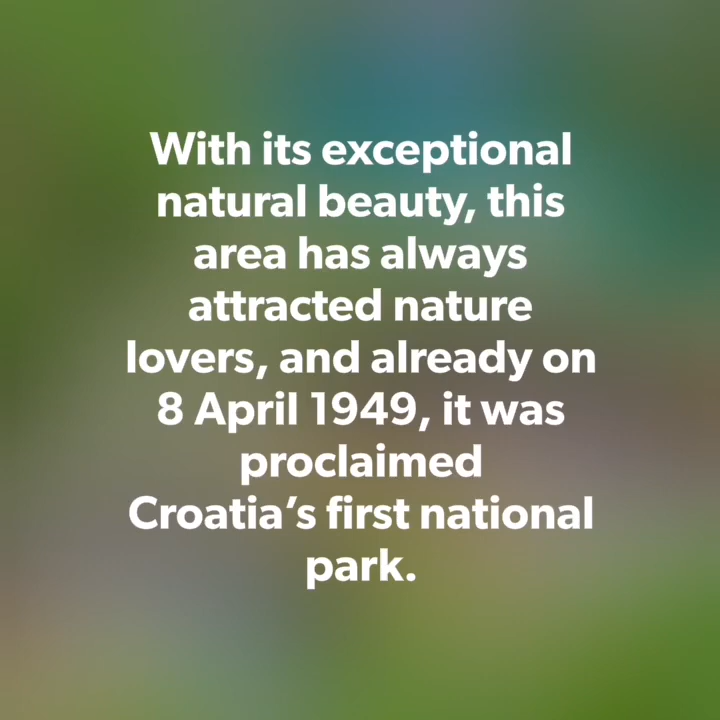 With its exceptional
natural beauty, this
area has always
attracted nature
lovers, and already on
8 April 1949, it was
proclaimed
Croatia’s first national
park.